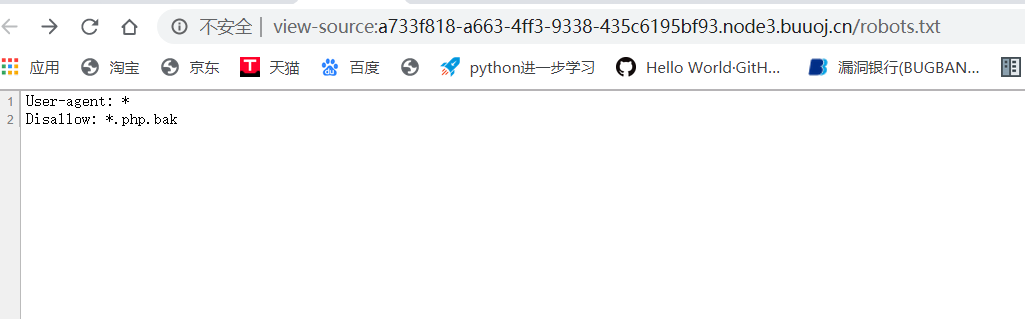 不安全 | view-source:a733f818-a663-4ff3-9338-435c6195bf93.node3.buuoj.cn/robots.txt
应用 淘宝 京东 T 天猫 百度 python进一步学习 Hello World·GitH... 漏洞银行(BUGBAN...
1 User-agent: *
2 Disallow: *.php.bak